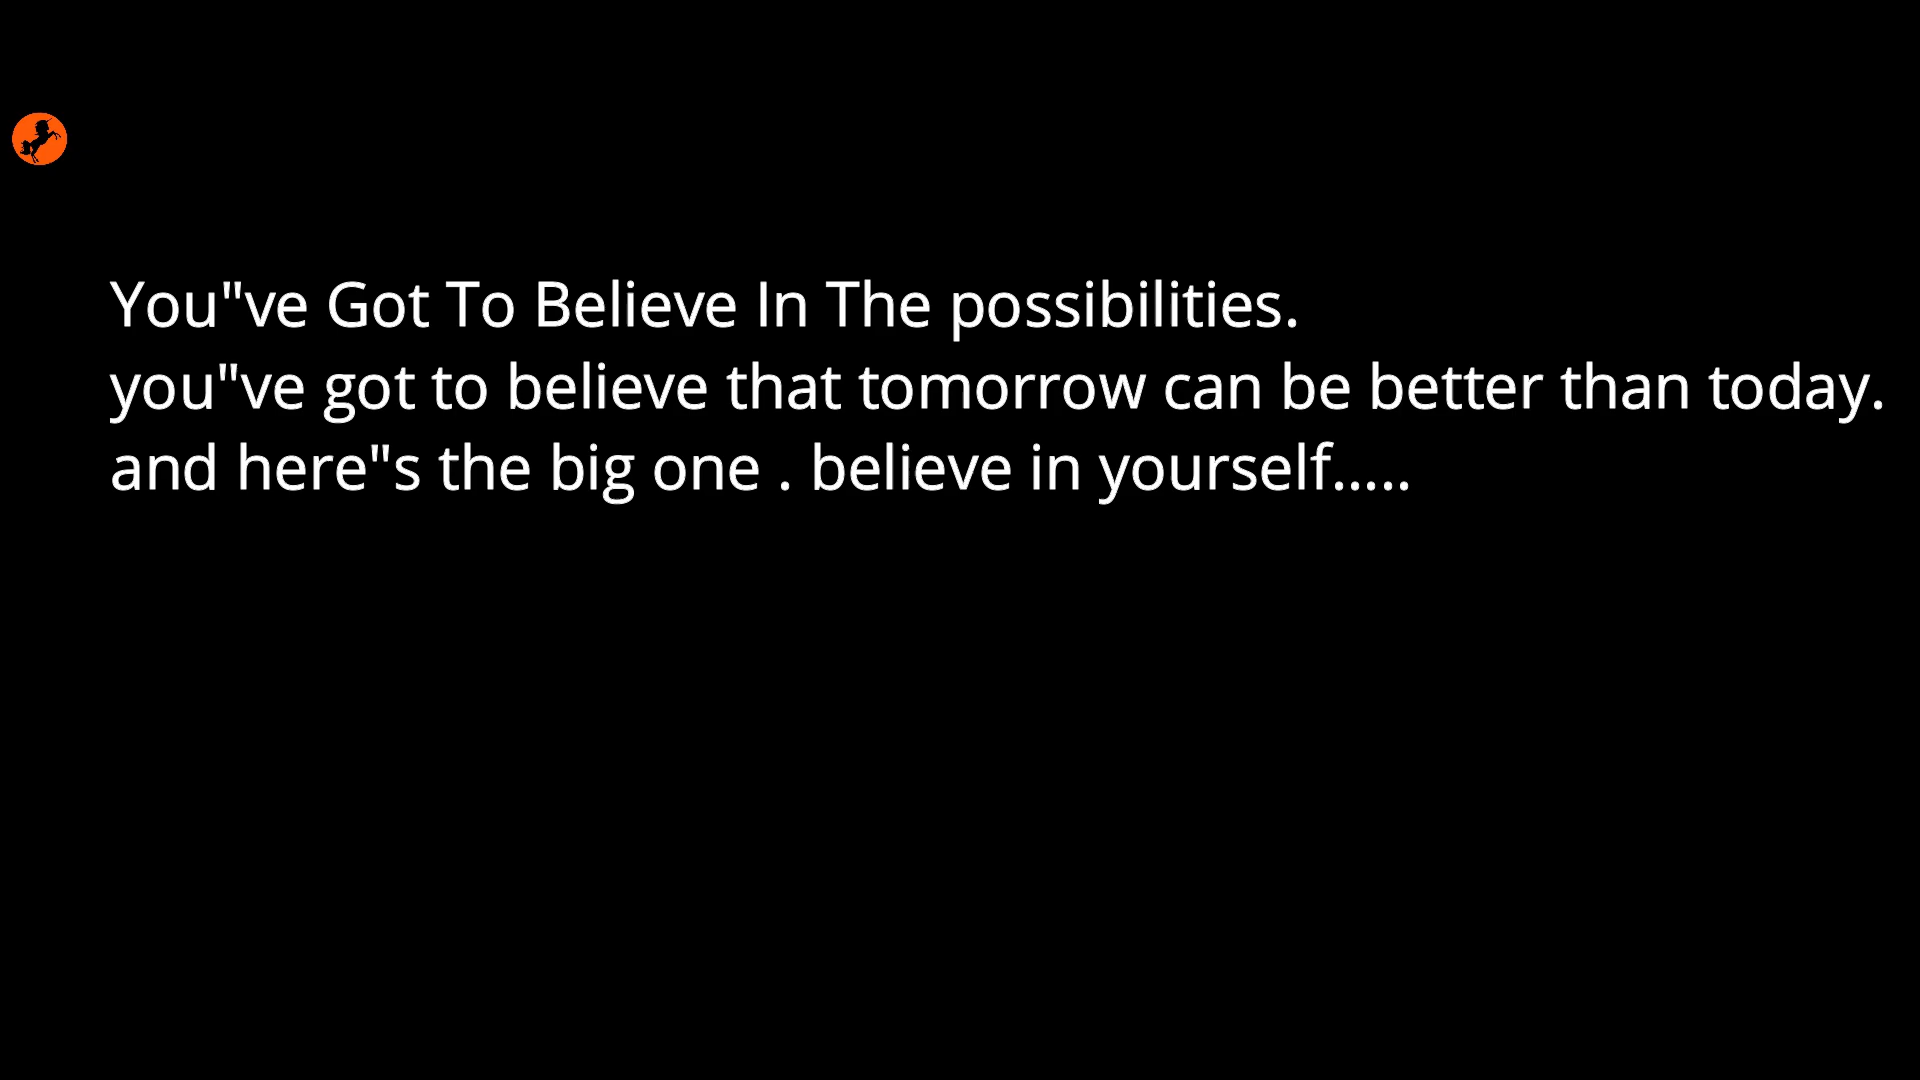 You"ve Got To Believe In The possibilities.
you"ve got to believe that tomorrow can be better than today.
and here"s the big one . believe in yourself.....